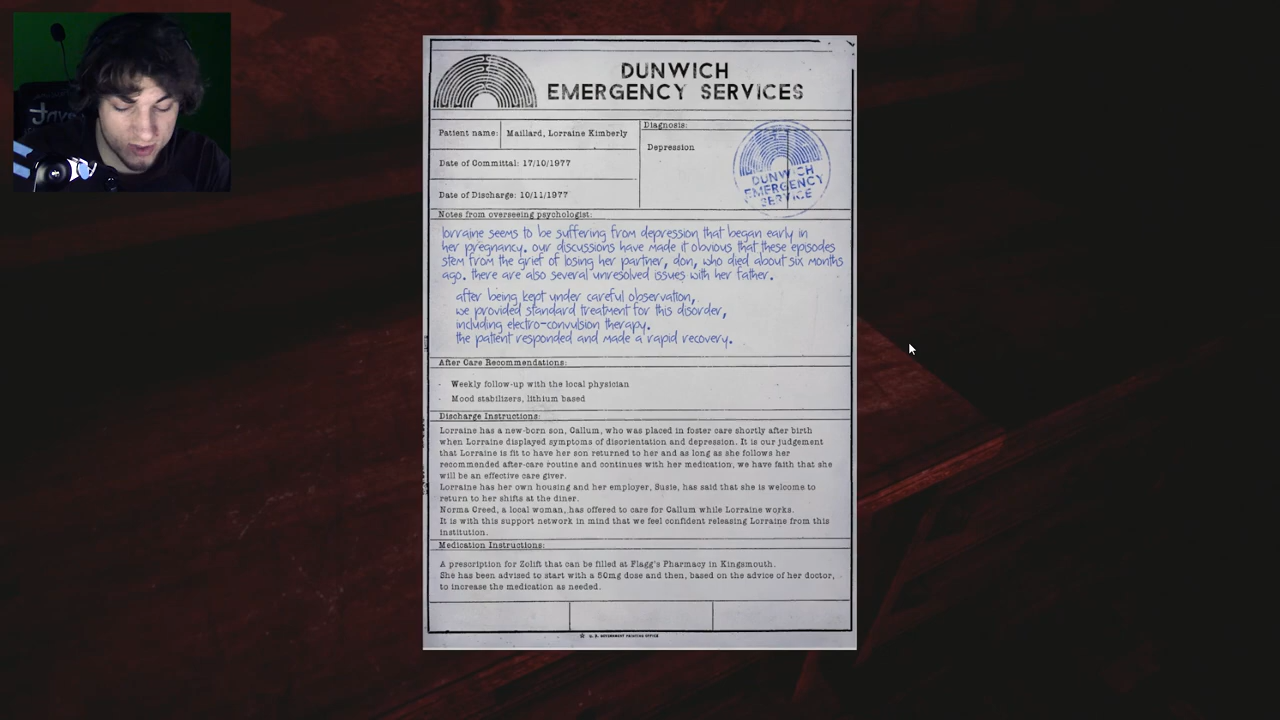 DUNWICH
EMERGENCY SERVICES
Patient name: Maillard, Lorraine Kimberly
Date of Committal: 17/10/1977
Date of Discharge: 10/11/1977
Diagnosis:
Depression
DUNWICH
EMERGENCY
SERVICE
Notes from overseeing psychologist:
lorraine seems to be suffering from depression that began early in
her pregnancy. our discussions have made it obvious that these episodes
stem from the grief of losing her partner, don, who died about six months
ago. there are also several unresolved issues with her father.
after being kept under careful observation,
we provided standard treatment for this disorder,
including electro-convulsion therapy.
the patient responded and made a rapid recovery.
After Care Recommendations:
- Weekly follow-up with the local physician
- Mood stabilizers, lithium based
Discharge Instructions:
Lorraine has a new-born son, Callum, who was placed in foster care shortly after birth
when Lorraine displayed symptoms of disorientation and depression. It is our judgement
that Lorraine is fit to have her son returned to her and as long as she follows her
recommended after-care routine and continues with her medication, we have faith that she
will be an effective care giver.
Lorraine has her own housing and her employer, Susie, has said that she is welcome to
return to her shifts at the diner.
Norma Creed, a local woman, has offered to care for Callum while Lorraine works.
It is with this support network in mind that we feel confident releasing Lorraine from this
institution.
Medication Instructions:
A prescription for Zolift that can be filled at Flagg's Pharmacy in Kingsmouth.
She has been advised to start with a 50mg dose and then, based on the advice of her doctor,
to increase the medication as needed.
U. S. GOVERNMENT PRINTING OFFICE